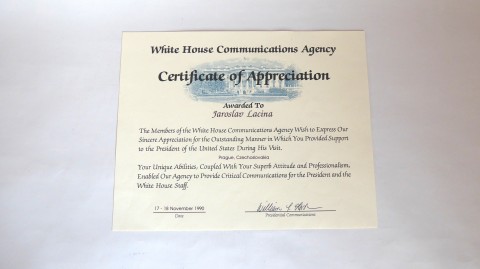 White House Communications Agency
Certificate of Appreciation
Awarded To
Jaroslav Lacina
The Members of the White House Communications Agency Wish to Express Our
Sincere Appreciation for the Outstanding Manner in Which You Provided Support
to the President of the United States During His Visit.
Prague, Czechoslovakia
Your Unique Abilities, Coupled With Your Superb Attitude and Professionalism,
Enabled Our Agency to Provide Critical Communications for the President and the
White House Staff.
17 - 18 November 1990
Date
Presidential Communications